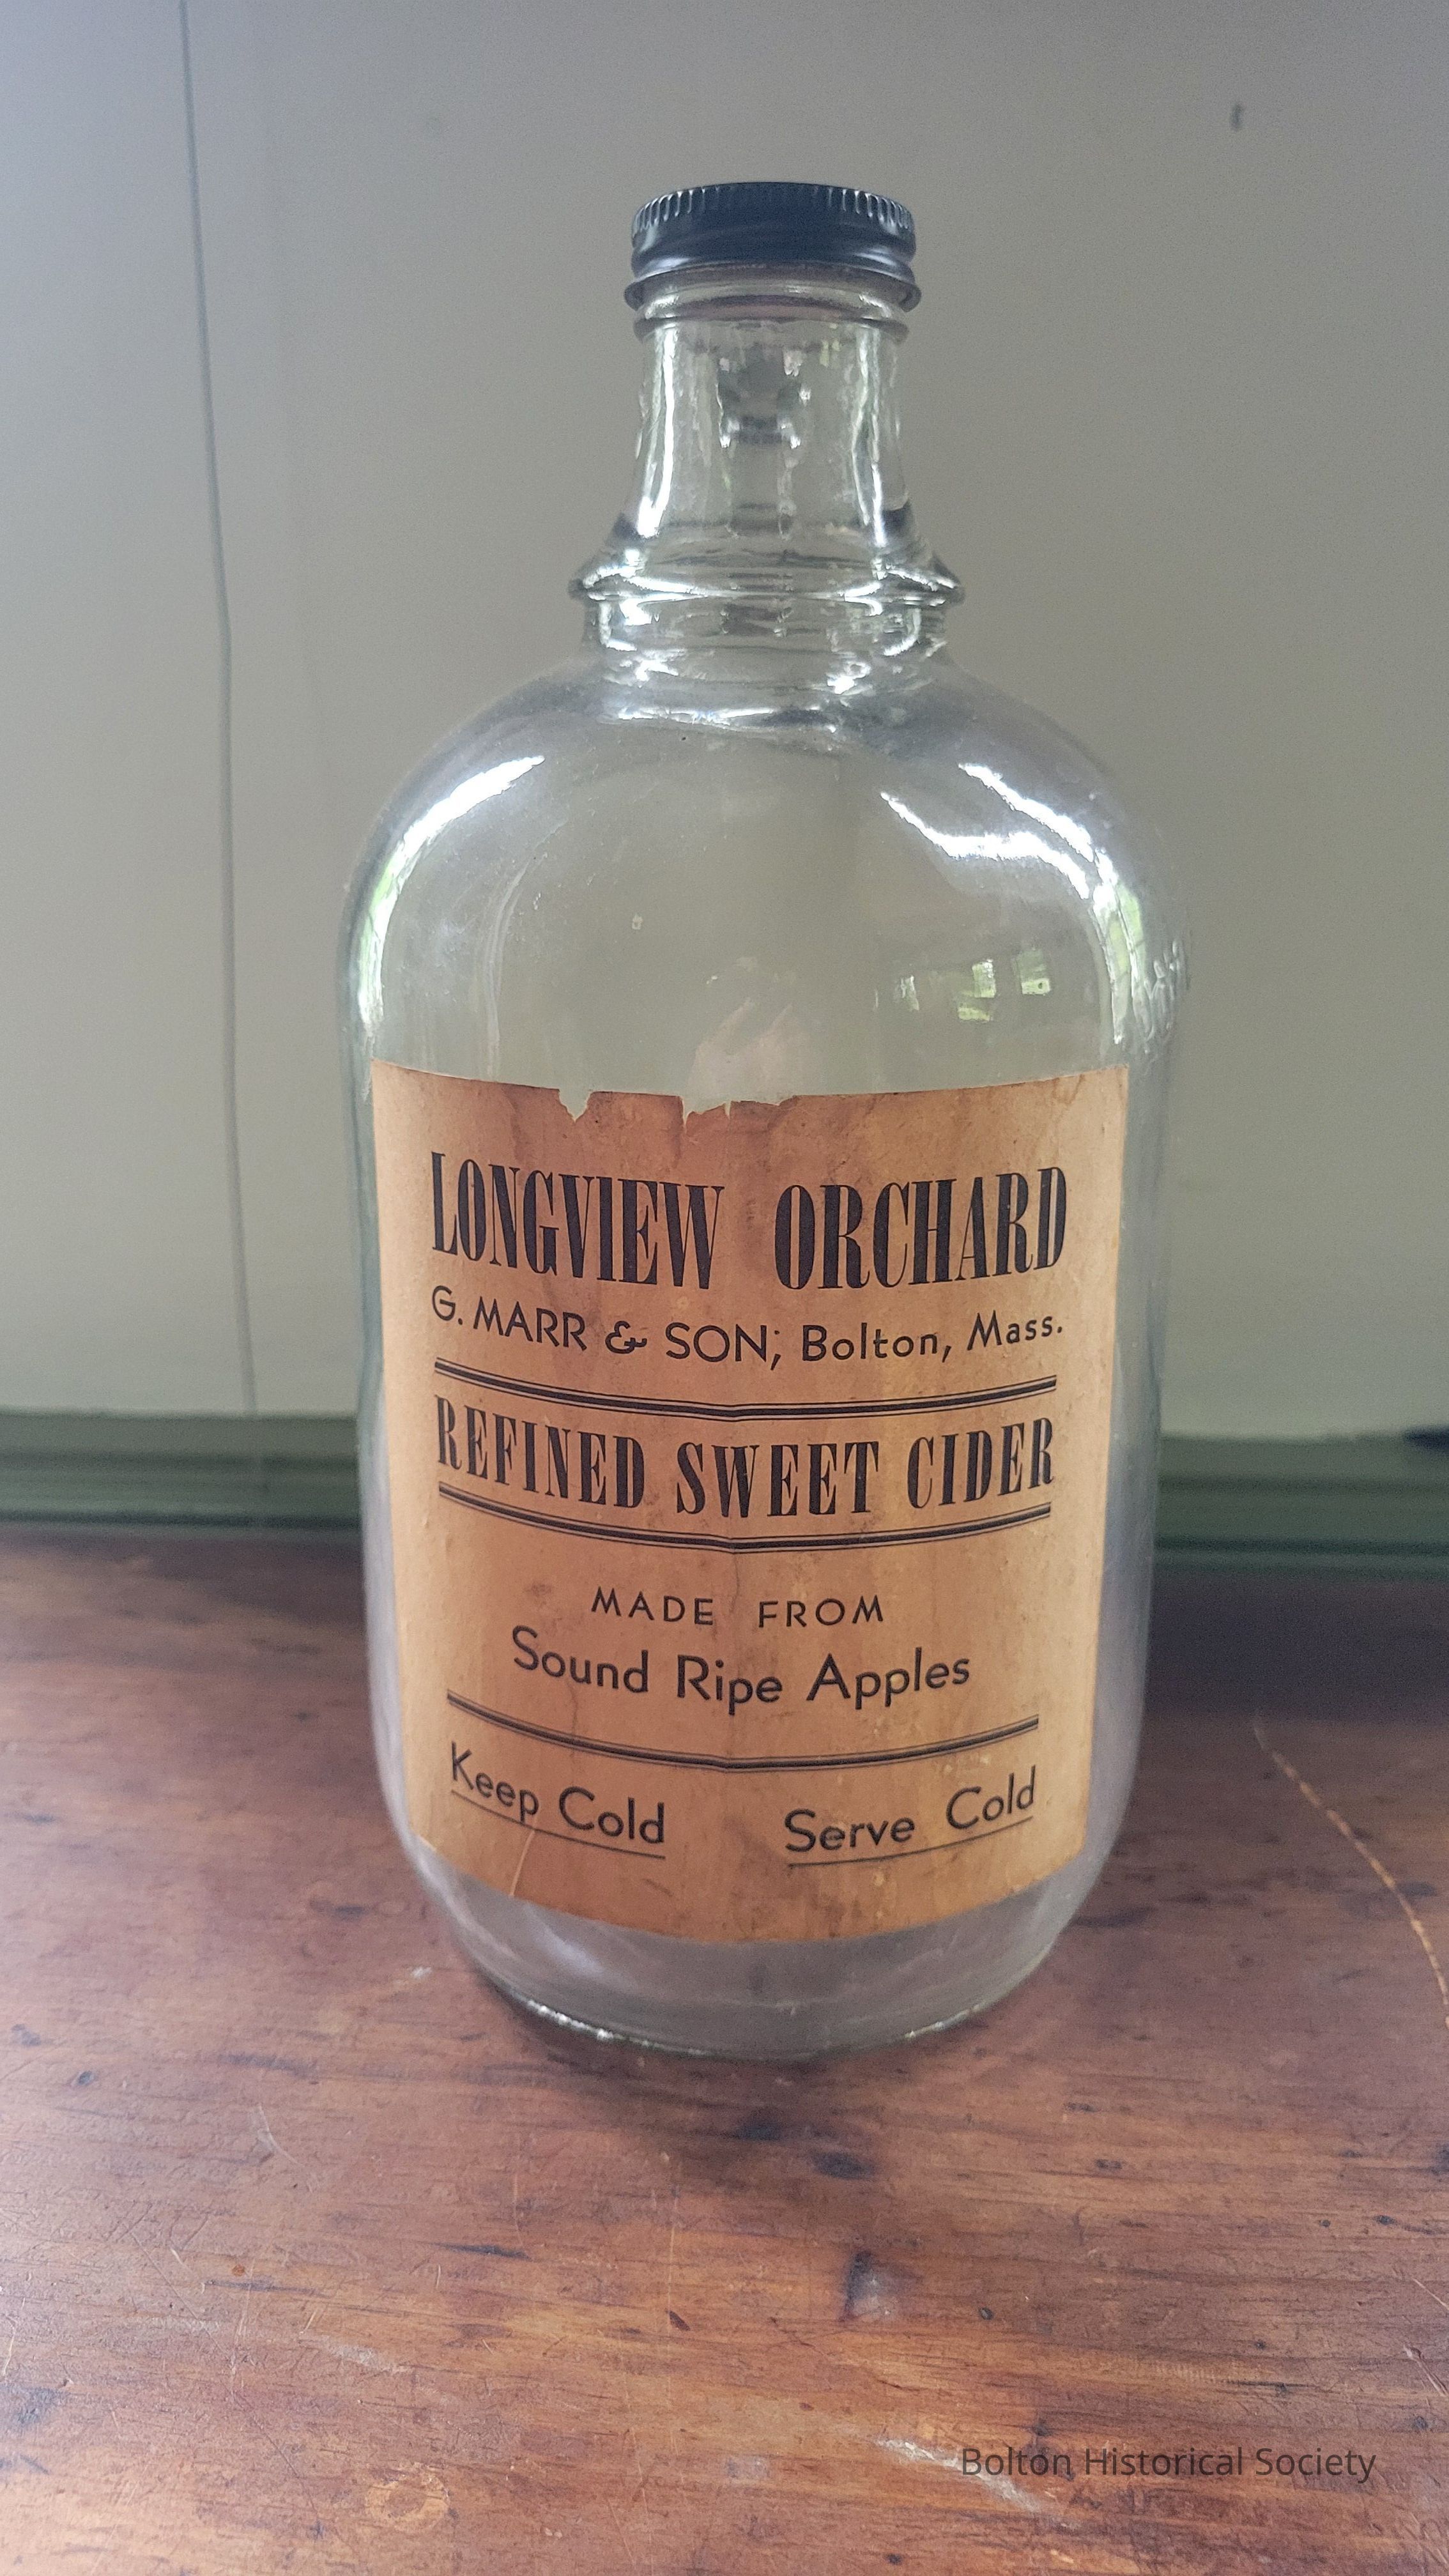 LONGVIEW ORCHARD
G. MARR & SON; Bolton, Mass.
REFINED SWEET CIDER
MADE FROM
Sound Ripe Apples
Keep Cold Serve Cold
Bolton Historical Society